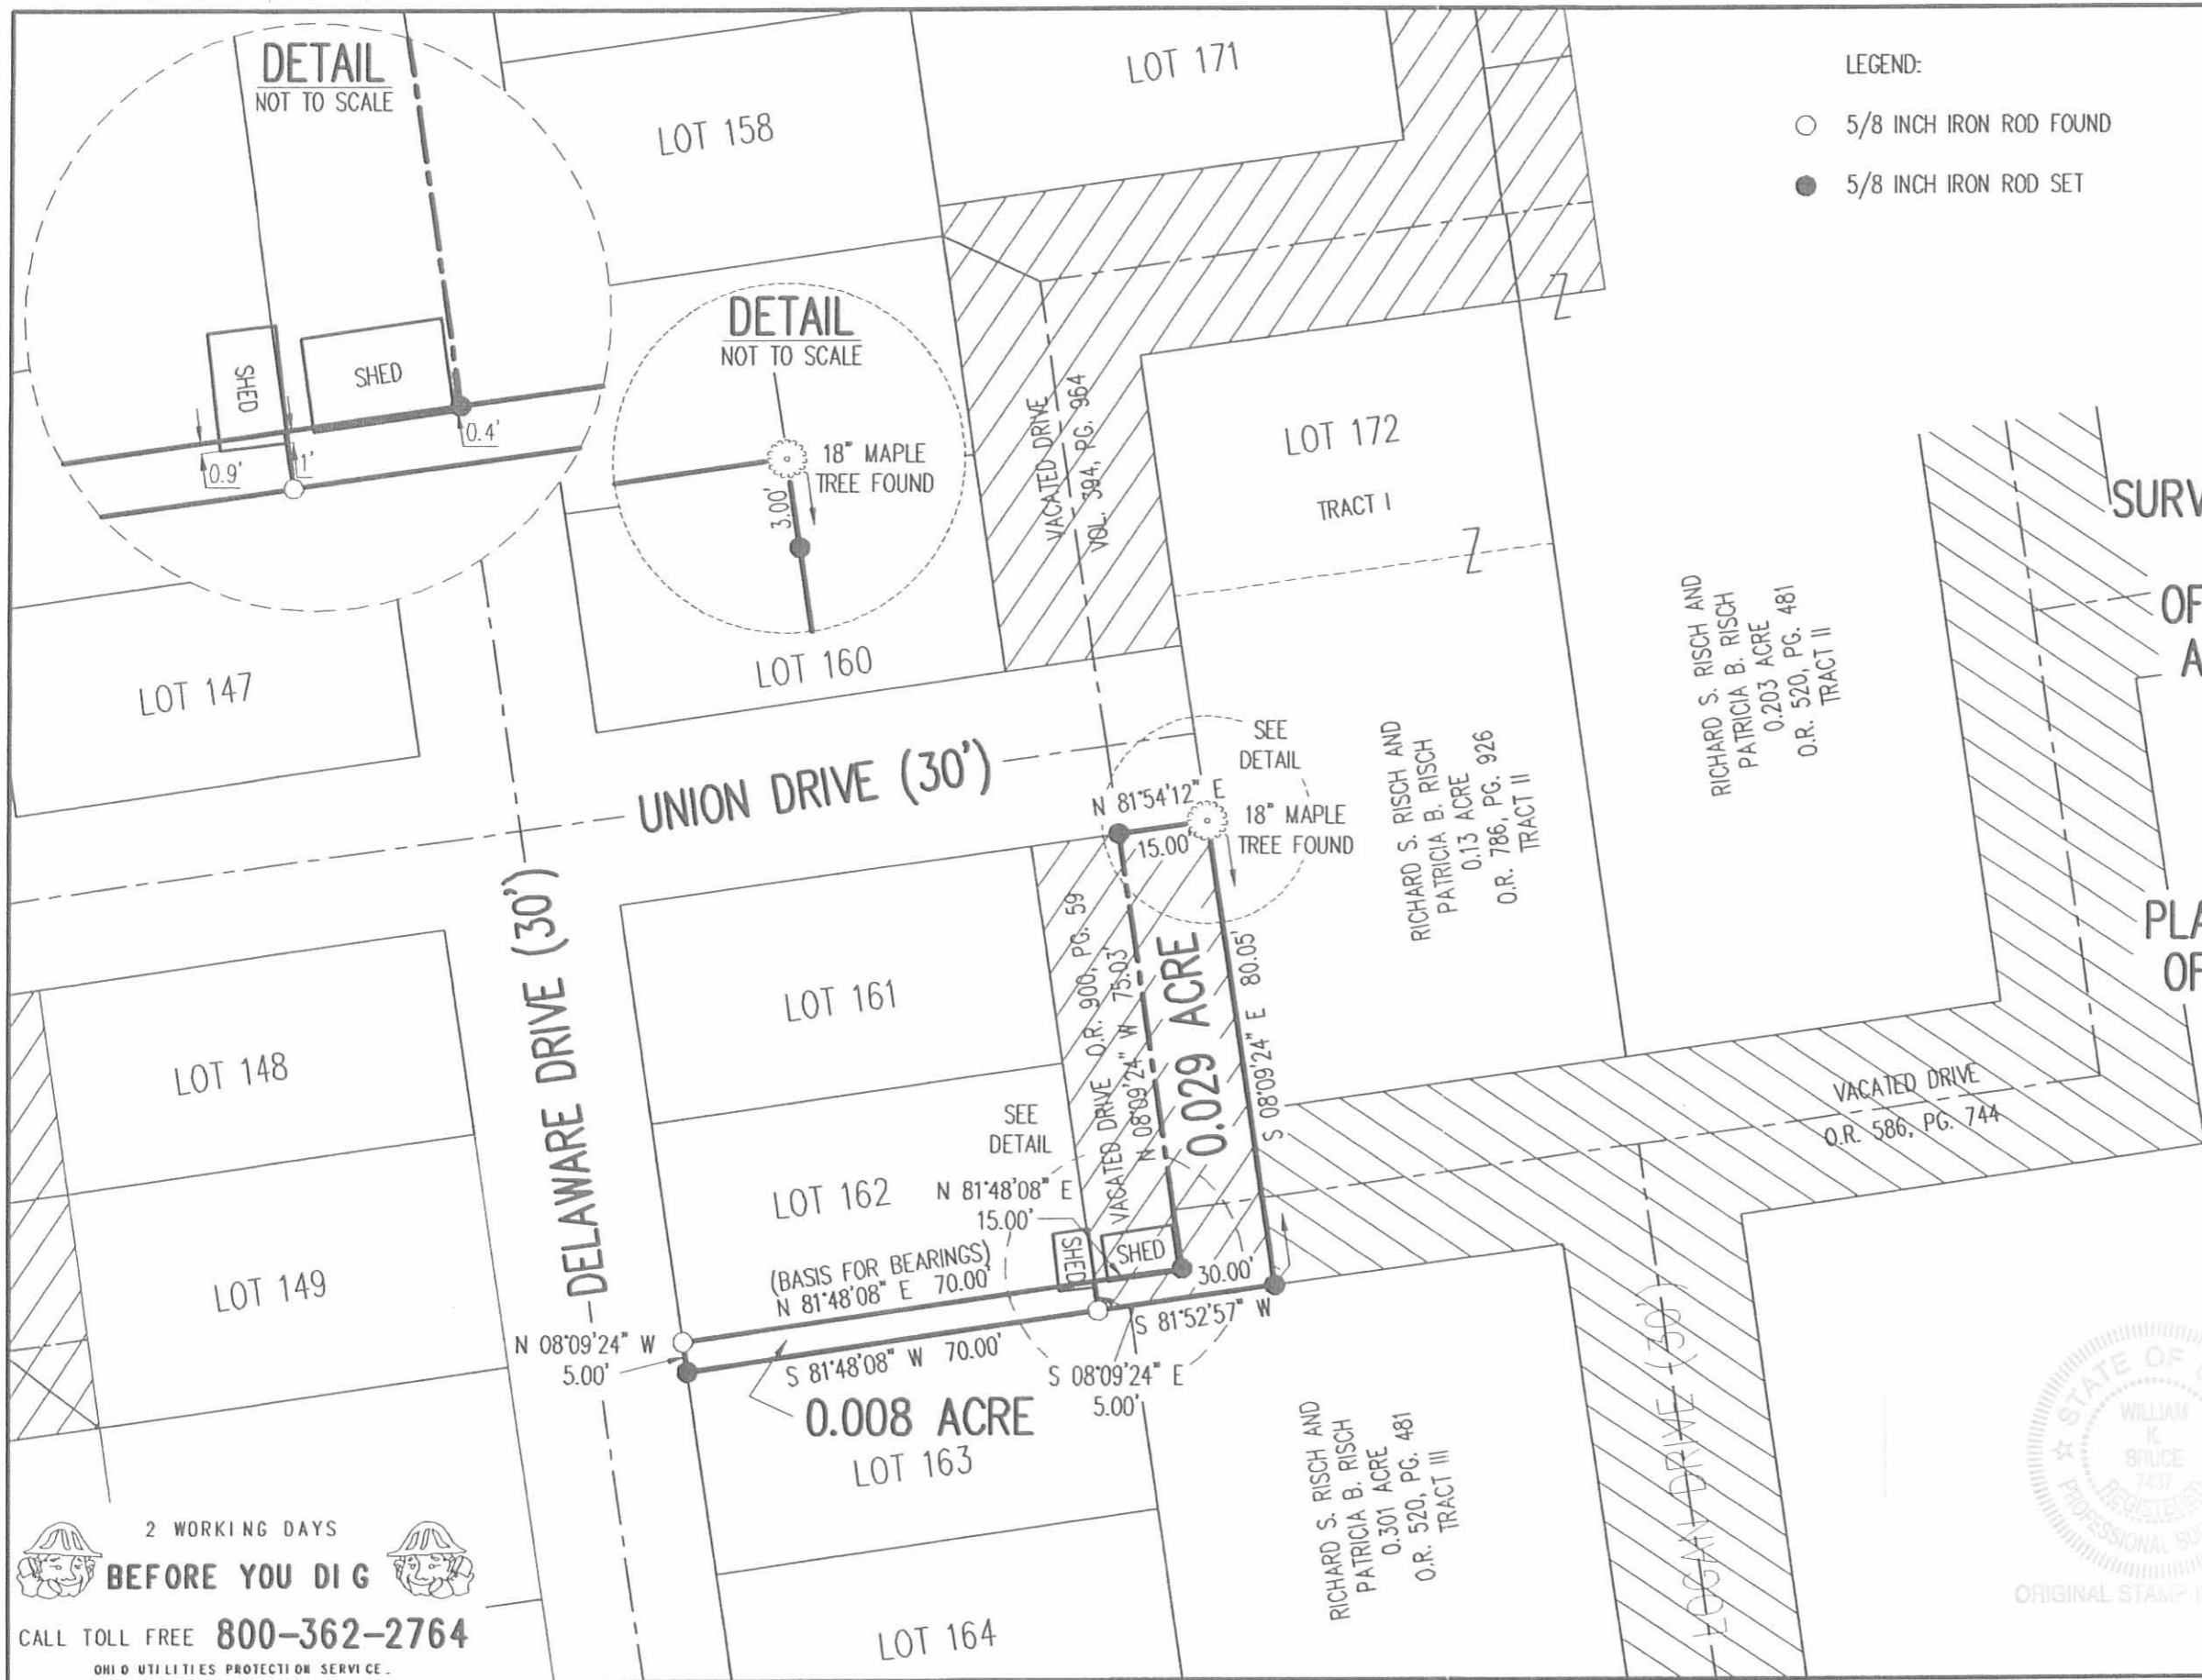 DETAIL
NOT TO SCALE
SHED
SHED
0.9'
1'
0.4'
LOT 158
LOT 171
LEGEND:
5/8 INCH IRON ROD FOUND
5/8 INCH IRON ROD SET
DETAIL
NOT TO SCALE
18" MAPLE
TREE FOUND
3.00'
VACATED DRIVE
VOL. 394, PG. 964
LOT 172
TRACT I
Z
Z
SURV
OF
A
PLA
OF
LOT 147
LOT 160
UNION DRIVE (30')
SEE
DETAIL
N 81°54'12" E
15.00'
18" MAPLE
TREE FOUND
RICHARD S. RISCH AND
PATRICIA B. RISCH
0.13 ACRE
O.R. 786, PG. 926
TRACT II
RICHARD S. RISCH AND
PATRICIA B. RISCH
0.203 ACRE
O.R. 520, PG. 481
TRACT II
DELAWARE DRIVE (30')
LOT 148
LOT 161
VACATED DRIVE O.R. 900, PG. 59
N 08°09'24" W 75.03'
0.029 ACRE
S 08°09'24" E 80.05'
VACATED DRIVE
O.R. 586, PG. 744
SEE
DETAIL
LOT 149
LOT 162
N 81°48'08" E
15.00'
SHED
SHED
(BASIS FOR BEARINGS)
N 81°48'08" E 70.00'
30.00'
S 81°52'57" W
N 08°09'24" W
5.00'
S 81°48'08" W 70.00'
S 08°09'24" E
5.00'
0.008 ACRE
LOT 163
LOT 164
RICHARD S. RISCH AND
PATRICIA B. RISCH
0.301 ACRE
O.R. 520, PG. 481
TRACT III
LOGAN DRIVE (30')
STATE OF
WILLIAM
K.
BRUCE
7437
REGISTERED
PROFESSIONAL SU
ORIGINAL STAMP
2 WORKING DAYS
BEFORE YOU DIG
CALL TOLL FREE 800-362-2764
OHIO UTILITIES PROTECTION SERVICE.